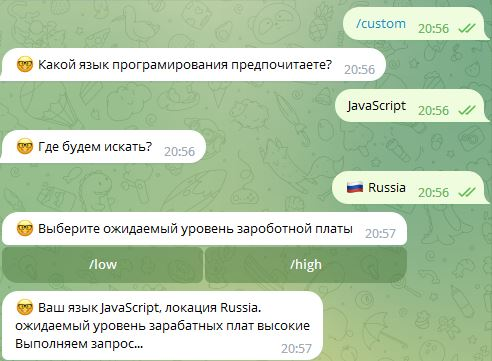 /custom
20:56
🤓 Какой язык програмирования предпочитаете?
20:56
JavaScript
20:56
🤓 Где будем искать?
20:56
🇷🇺 Russia
20:56
🤓 Выберите ожидаемый уровень зароботной платы
20:57
/low
/high
🤓 Ваш язык JavaScript, локация Russia.
ожидаемый уровень зарабатных плат высокие
Выполняем запрос...
20:57